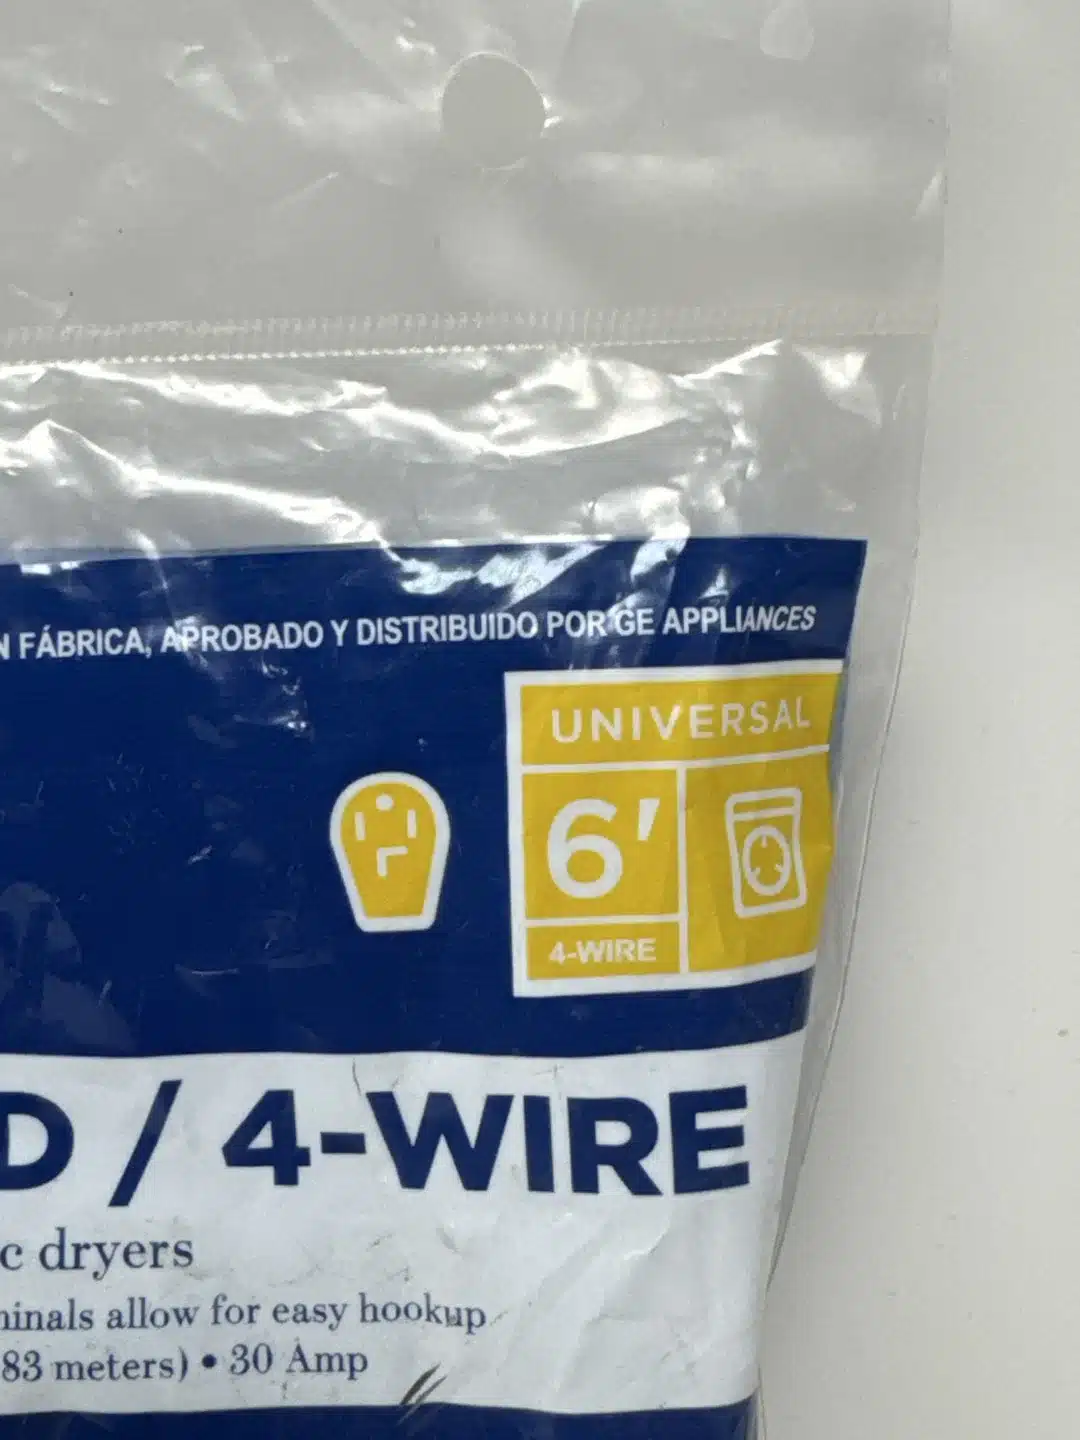 N FÁBRICA, APROBADO Y DISTRIBUIDO POR GE APPLIANCES
UNIVERSAL
6'
4-WIRE
D / 4-WIRE
c dryers
minals allow for easy hookup
83 meters) • 30 Amp